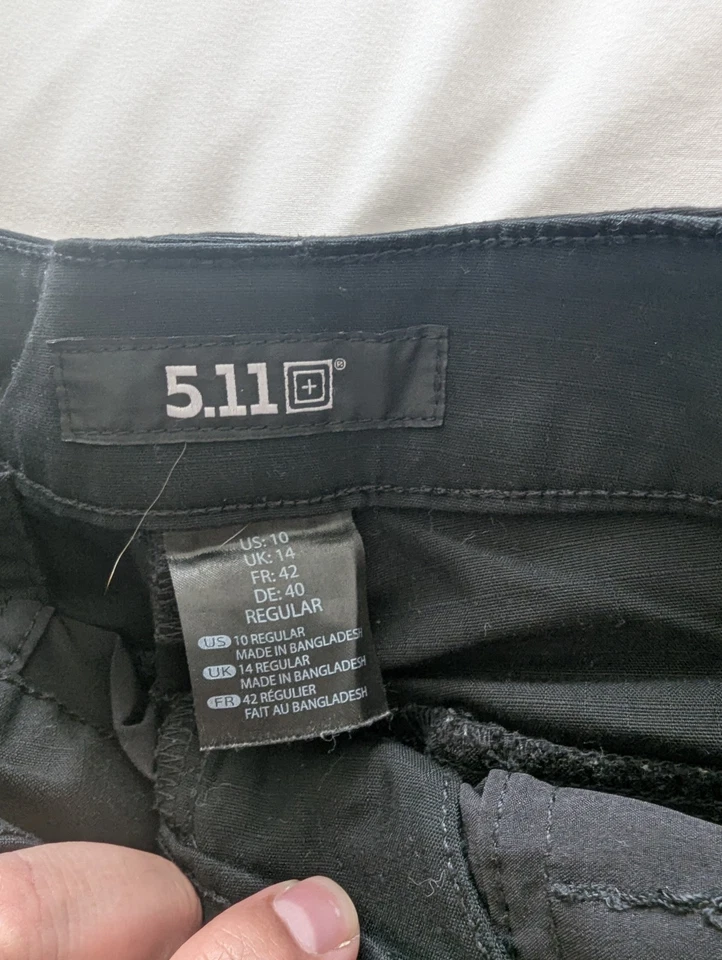 5.11 ®
US: 10
UK: 14
FR: 42
DE: 40
REGULAR
US 10 REGULAR
MADE IN BANGLADESH
UK 14 REGULAR
MADE IN BANGLADESH
FR 42 RÉGULIER
FAIT AU BANGLADESH